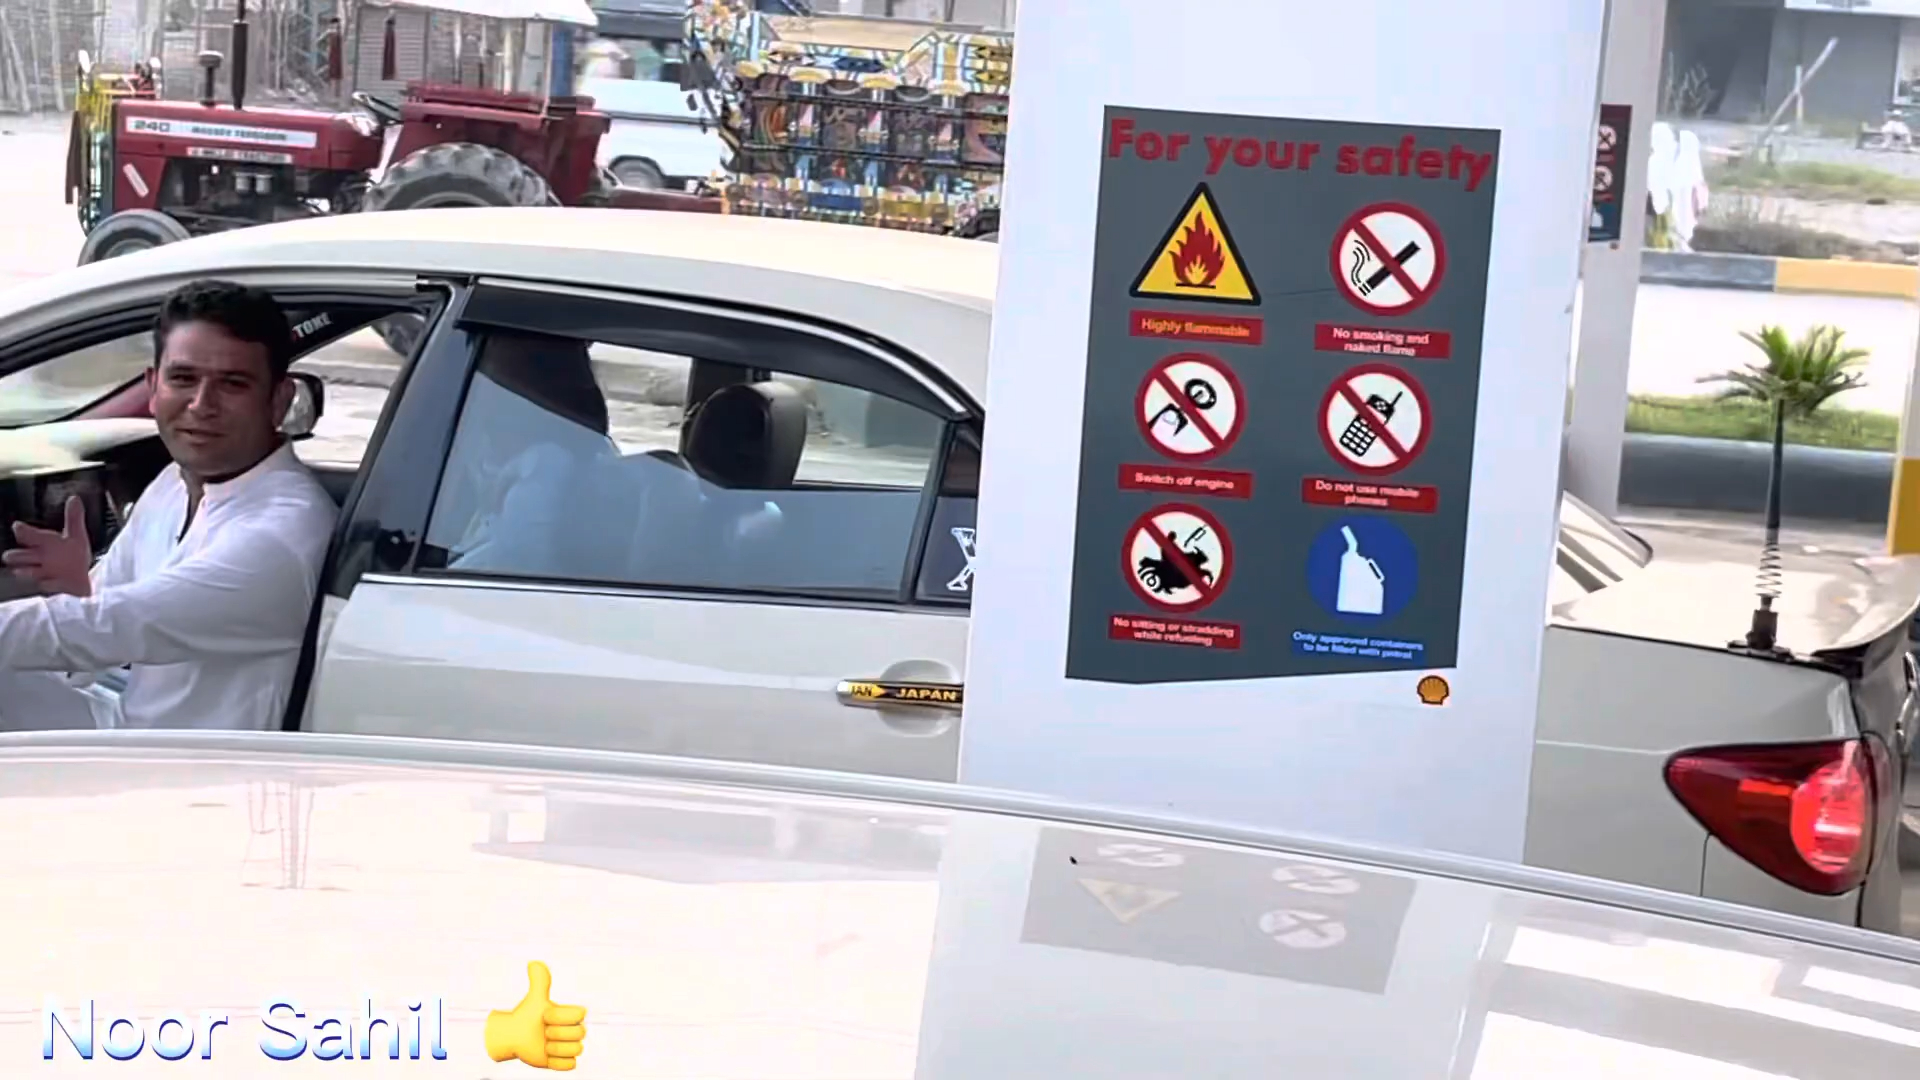 240 MASSEY FERGUSON
TOKE
For your safety
Highly flammable
No smoking and
naked flame
Switch off engine
Do not use mobile
phones
No sitting or stradding
while refueling
Only approved containers
to be filled with petrol
JAPAN
Noor Sahil 👍